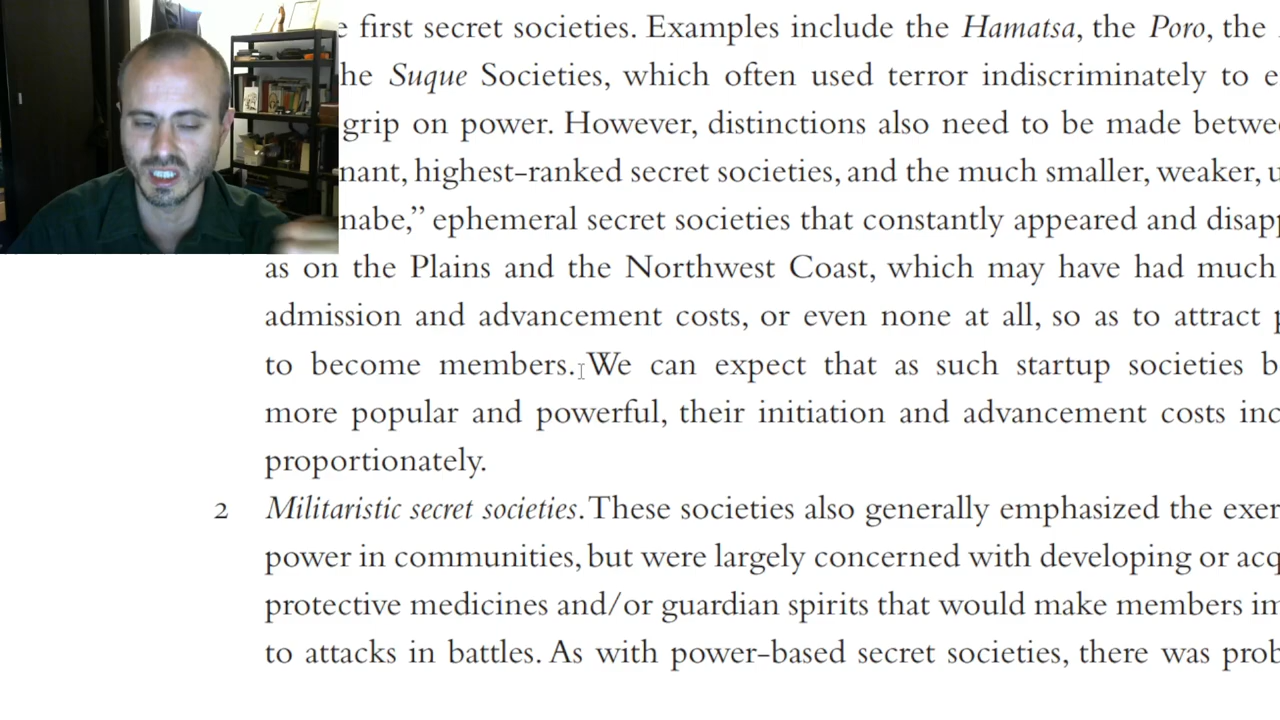 first secret societies. Examples include the Hamatsa, the Poro, the
Suque Societies, which often used terror indiscriminately to
grip on power. However, distinctions also need to be made
highest-ranked secret societies, and the much smaller, weaker,
ephemeral secret societies that constantly appeared and
as on the Plains and the Northwest Coast, which may have had much
admission and advancement costs, or even none at all, so as to attract
to become members. We can expect that as such startup societies
more popular and powerful, their initiation and advancement costs
proportionately.
2 Militaristic secret societies. These societies also generally emphasized the
power in communities, but were largely concerned with developing or
protective medicines and/or guardian spirits that would make members
to attacks in battles. As with power-based secret societies, there was